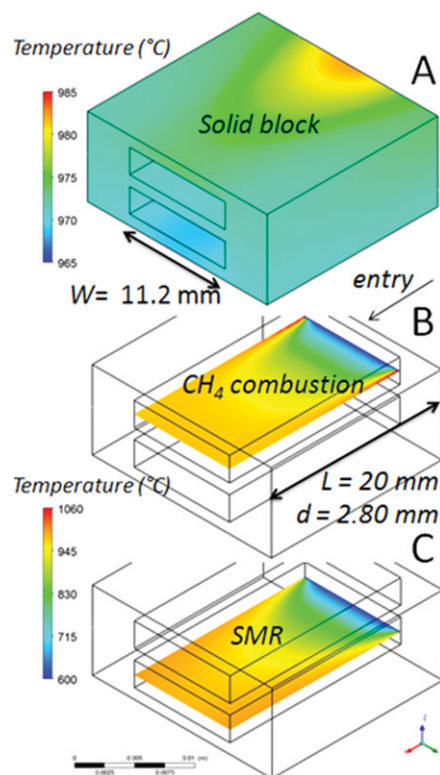 Temperature (°C)
A
985
980
975
970
965
Solid block
W= 11.2 mm
entry
B
CH4 combustion
L = 20 mm
d = 2.80 mm
Temperature (°C)
C
1060
945
830
715
600
SMR
0 0.005 0.01 (m)
0.0025 0.0075
Z